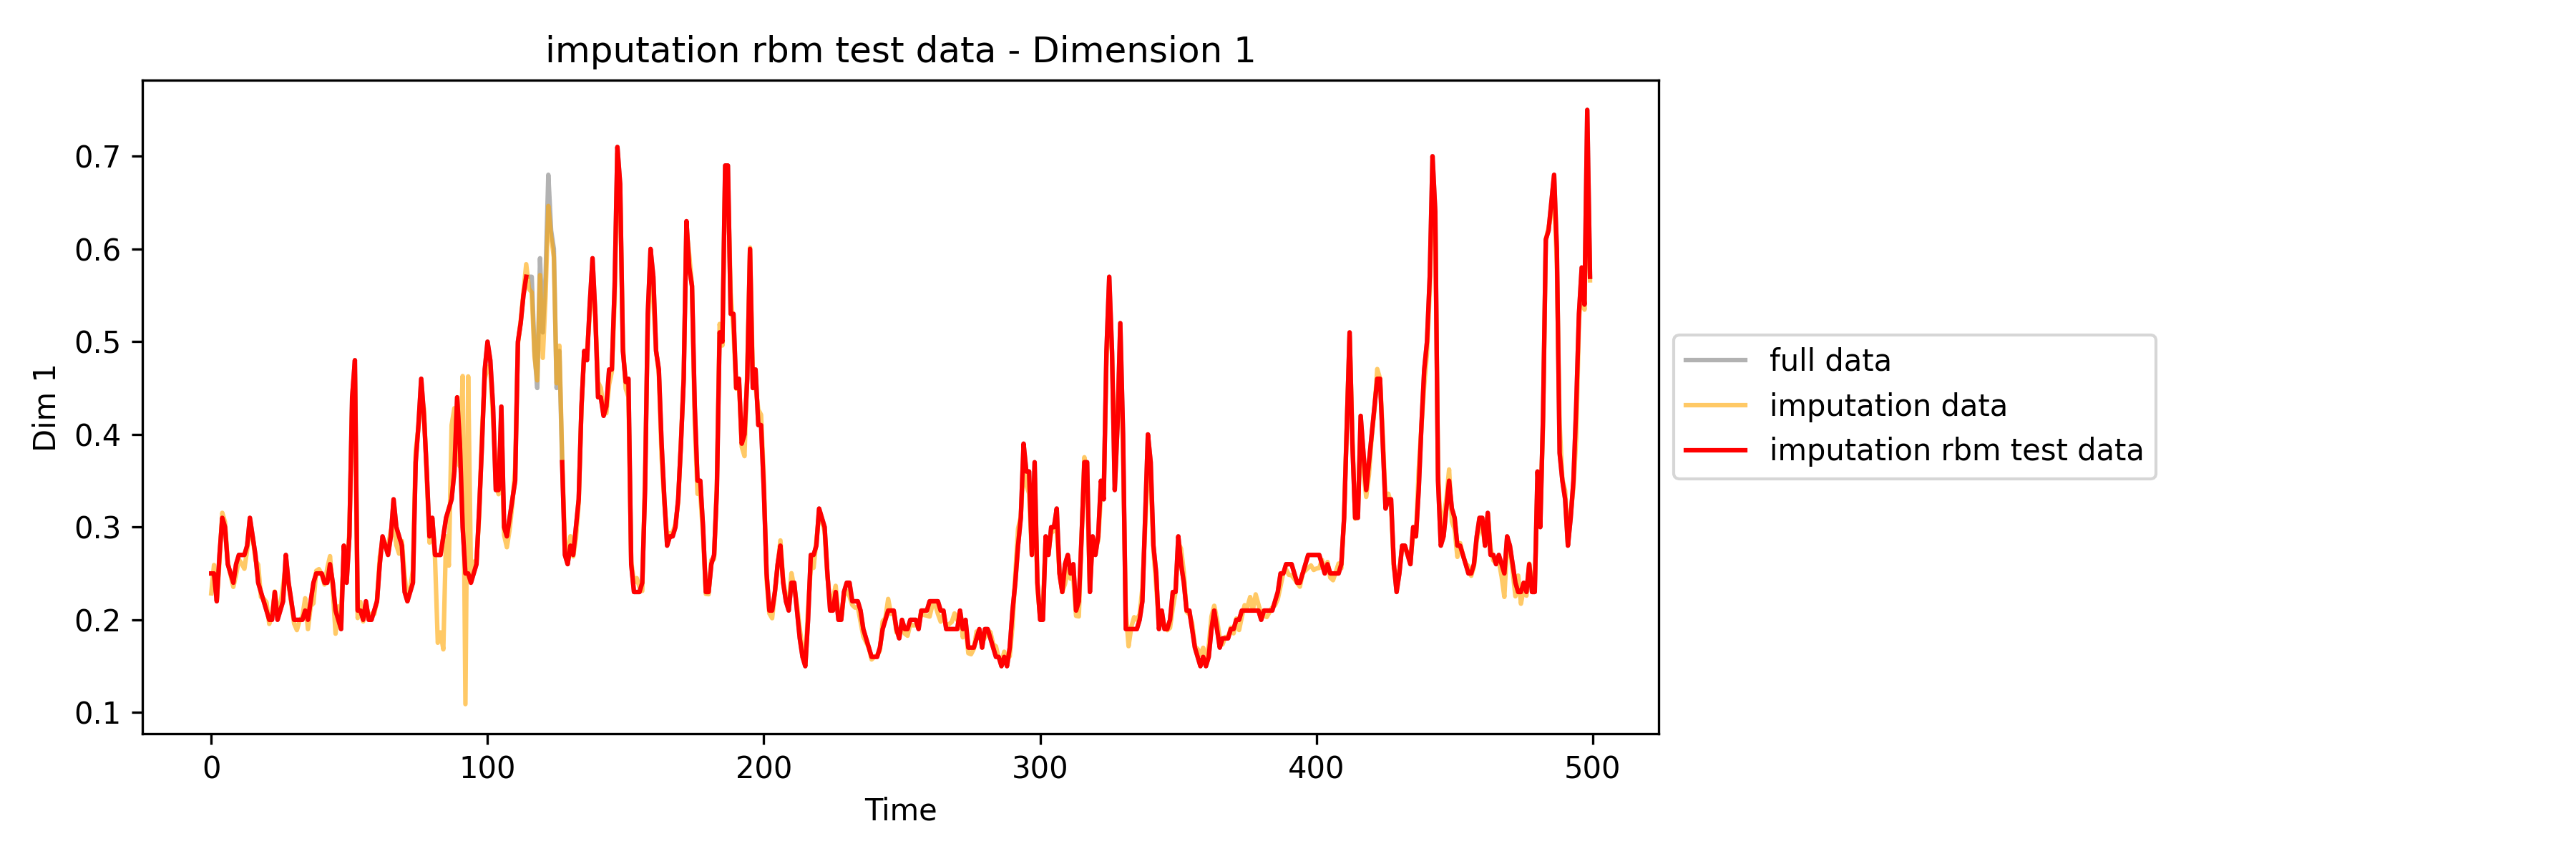 imputation rbm test data - Dimension 1
Dim 1
0.7
0.6
0.5
0.4
0.3
0.2
0.1
0 100 200 300 400 500
Time
full data
imputation data
imputation rbm test data